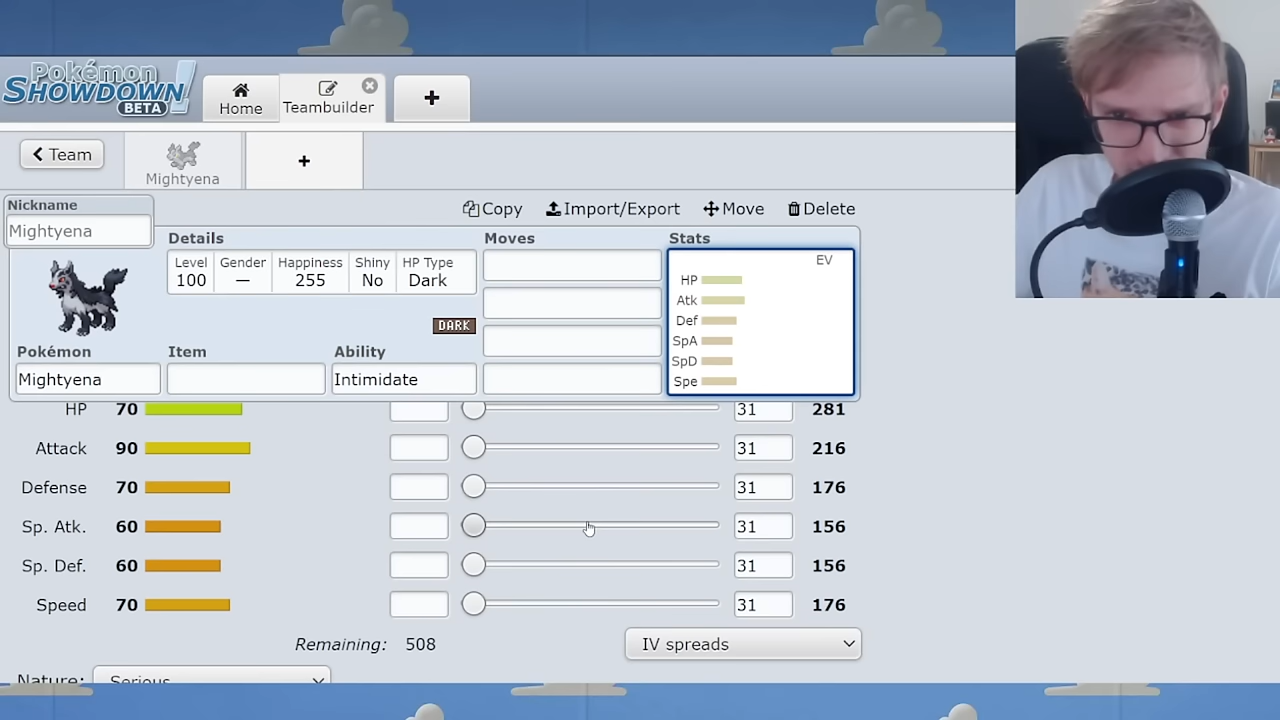 Pokémon
SHOWDOWN!
BETA
Home
Teambuilder
+
Team
Mightyena
+
Nickname
Mightyena
Copy
Import/Export
Move
Delete
Details
Level Gender Happiness Shiny HP Type
100 — 255 No Dark
DARK
Pokémon Item Ability
Mightyena Intimidate
Moves
Stats
EV
HP
Atk
Def
SpA
SpD
Spe
HP 70 31 281
Attack 90 31 216
Defense 70 31 176
Sp. Atk. 60 31 156
Sp. Def. 60 31 156
Speed 70 31 176
Remaining: 508
IV spreads
Nature: Serious